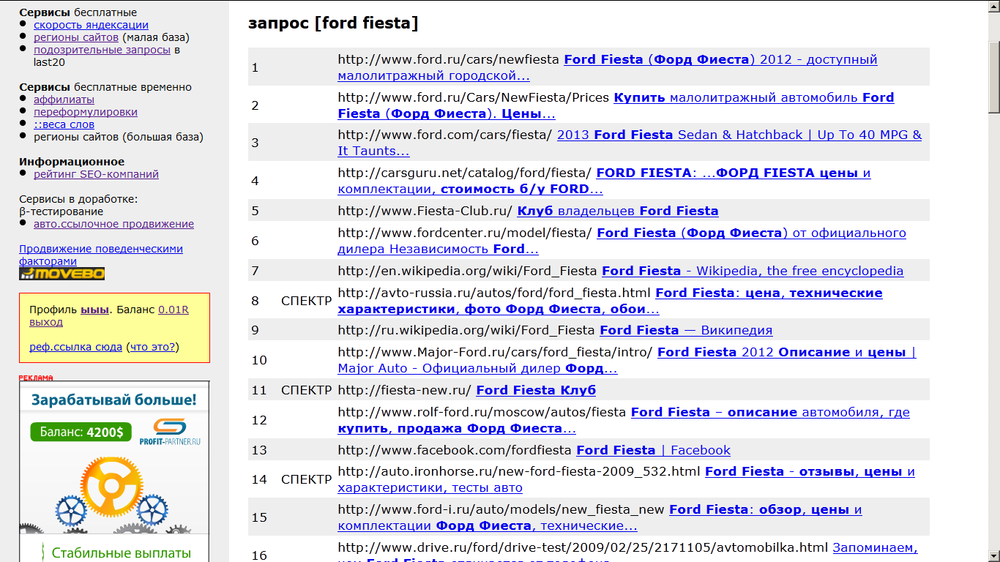 Сервисы бесплатные
скорость яндексации
регионы сайтов (малая база)
подозрительные запросы в
last20
Сервисы бесплатные временно
аффилиаты
переформулировки
::веса слов
регионы сайтов (большая база)
Информационное
рейтинг SEO-компаний
Сервисы в доработке:
β-тестирование
авто.ссылочное продвижение
Продвижение поведенческими
факторами
MOVEBO
Профиль ыыы. Баланс 0.01R
выход
реф.ссылка сюда (что это?)
РЕКЛАМА
Зарабатывай больше!
Баланс: 4200$
PROFIT-PARTNER.RU
Стабильные выплаты
запрос [ford fiesta]
1 http://www.ford.ru/cars/newfiesta Ford Fiesta (Форд Фиеста) 2012 - доступный
малолитражный городской...
2 http://www.ford.ru/Cars/NewFiesta/Prices Купить малолитражный автомобиль Ford
Fiesta (Форд Фиеста). Цены...
3 http://www.ford.com/cars/fiesta/ 2013 Ford Fiesta Sedan & Hatchback | Up To 40 MPG &
It Taunts...
4 http://carsguru.net/catalog/ford/fiesta/ FORD FIESTA: ...ФОРД FIESTA цены и
комплектации, стоимость б/у FORD...
5 http://www.Fiesta-Club.ru/ Клуб владельцев Ford Fiesta
6 http://www.fordcenter.ru/model/fiesta/ Ford Fiesta (Форд Фиеста) от официального
дилера Независимость Ford...
7 http://en.wikipedia.org/wiki/Ford_Fiesta Ford Fiesta - Wikipedia, the free encyclopedia
8 СПЕКТР http://avto-russia.ru/autos/ford/ford_fiesta.html Ford Fiesta: цена, технические
характеристики, фото Форд Фиеста, обои...
9 http://ru.wikipedia.org/wiki/Ford_Fiesta Ford Fiesta — Википедия
10 http://www.Major-Ford.ru/cars/ford_fiesta/intro/ Ford Fiesta 2012 Описание и цены |
Major Auto - Официальный дилер Форд...
11 СПЕКТР http://fiesta-new.ru/ Ford Fiesta Клуб
12 http://www.rolf-ford.ru/moscow/autos/fiesta Ford Fiesta – описание автомобиля, где
купить, продажа Форд Фиеста...
13 http://www.facebook.com/fordfiesta Ford Fiesta | Facebook
14 СПЕКТР http://auto.ironhorse.ru/new-ford-fiesta-2009_532.html Ford Fiesta - отзывы, цены и
характеристики, тесты авто
15 http://www.ford-i.ru/auto/models/new_fiesta_new Ford Fiesta: обзор, цены и
комплектации Форд Фиеста, технические...
16 http://www.drive.ru/ford/drive-test/2009/02/25/2171105/avtomobilka.html Запоминаем,